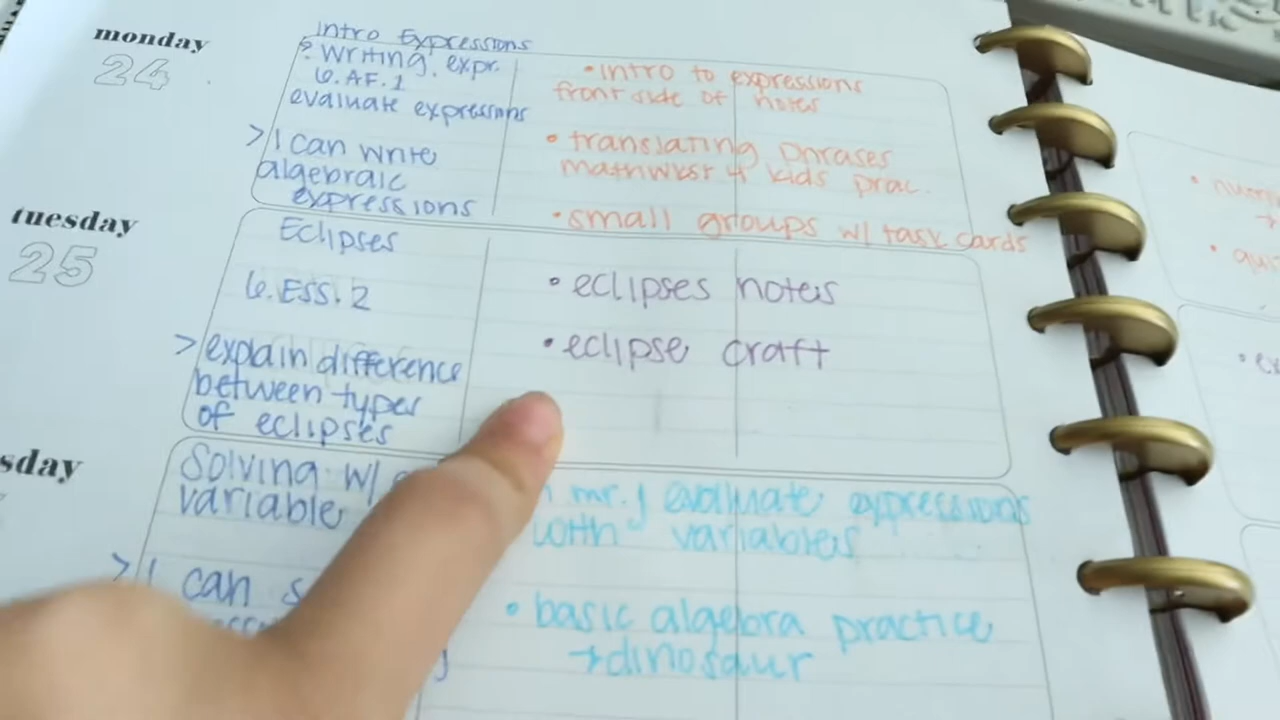 monday
24
Intro Expressions
: Writing expr.
6.AF.1
evaluate expressions
> I can write
algebraic
expressions
• intro to expressions
front side of notes
• translating phrases
mathwksr 4 kids prac.
• small groups w/ task cards
tuesday
25
Eclipses
6.ESS.2
> explain difference
between types
of eclipses
• eclipses notes
• eclipse craft
sday
Solving w/
variable
> I can
mr. j evaluate expressions
with variables
• basic algebra practice
→ dinosaur
•
→
• qui
• ex